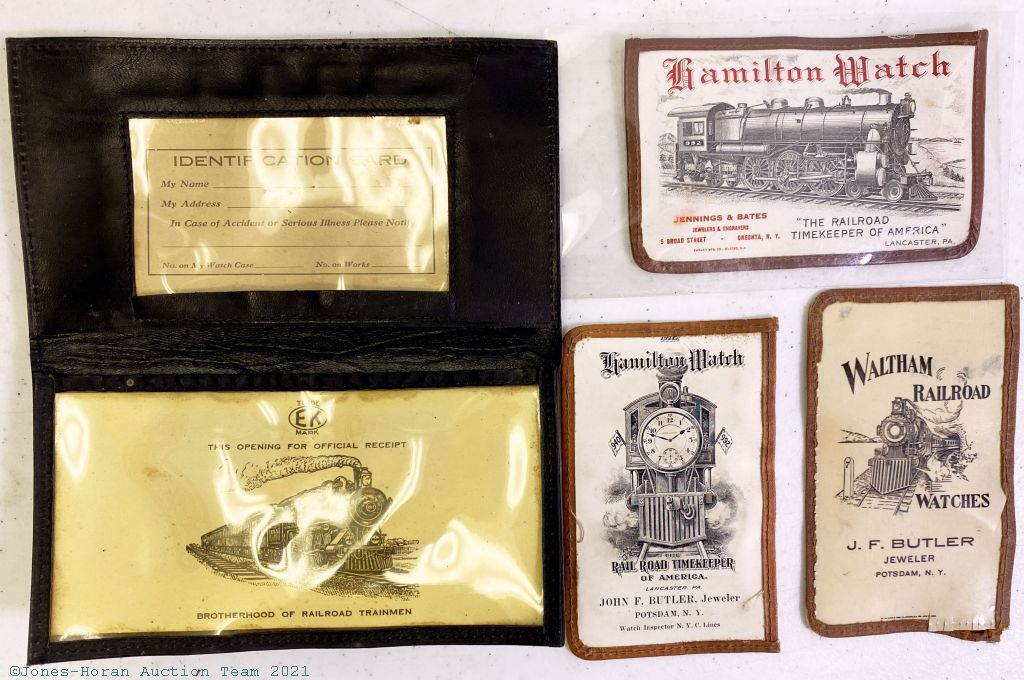 IDENTIFICATION CARD
My Name
My Address
In Case of Accident or Serious Illness Please Notify
No. on My Watch Case No. on Works
TRADE
EK
MARK
THIS OPENING FOR OFFICIAL RECEIPT
BROTHERHOOD OF RAILROAD TRAINMEN
Hamilton Watch
992
JENNINGS & BATES
JEWELERS & ENGRAVERS
5 BROAD STREET - ONEONTA, N. Y.
"THE RAILROAD
TIMEKEEPER OF AMERICA"
LANCASTER, PA.
THE
Hamilton Watch
940
992
THE
RAIL ROAD TIMEKEEPER
OF AMERICA.
LANCASTER, PA
JOHN F. BUTLER, Jeweler
POTSDAM, N. Y.
Watch Inspector N. Y. C. Lines
WALTHAM
RAILROAD
WATCHES
J. F. BUTLER
JEWELER
POTSDAM, N. Y.
©Jones-Horan Auction Team 2021